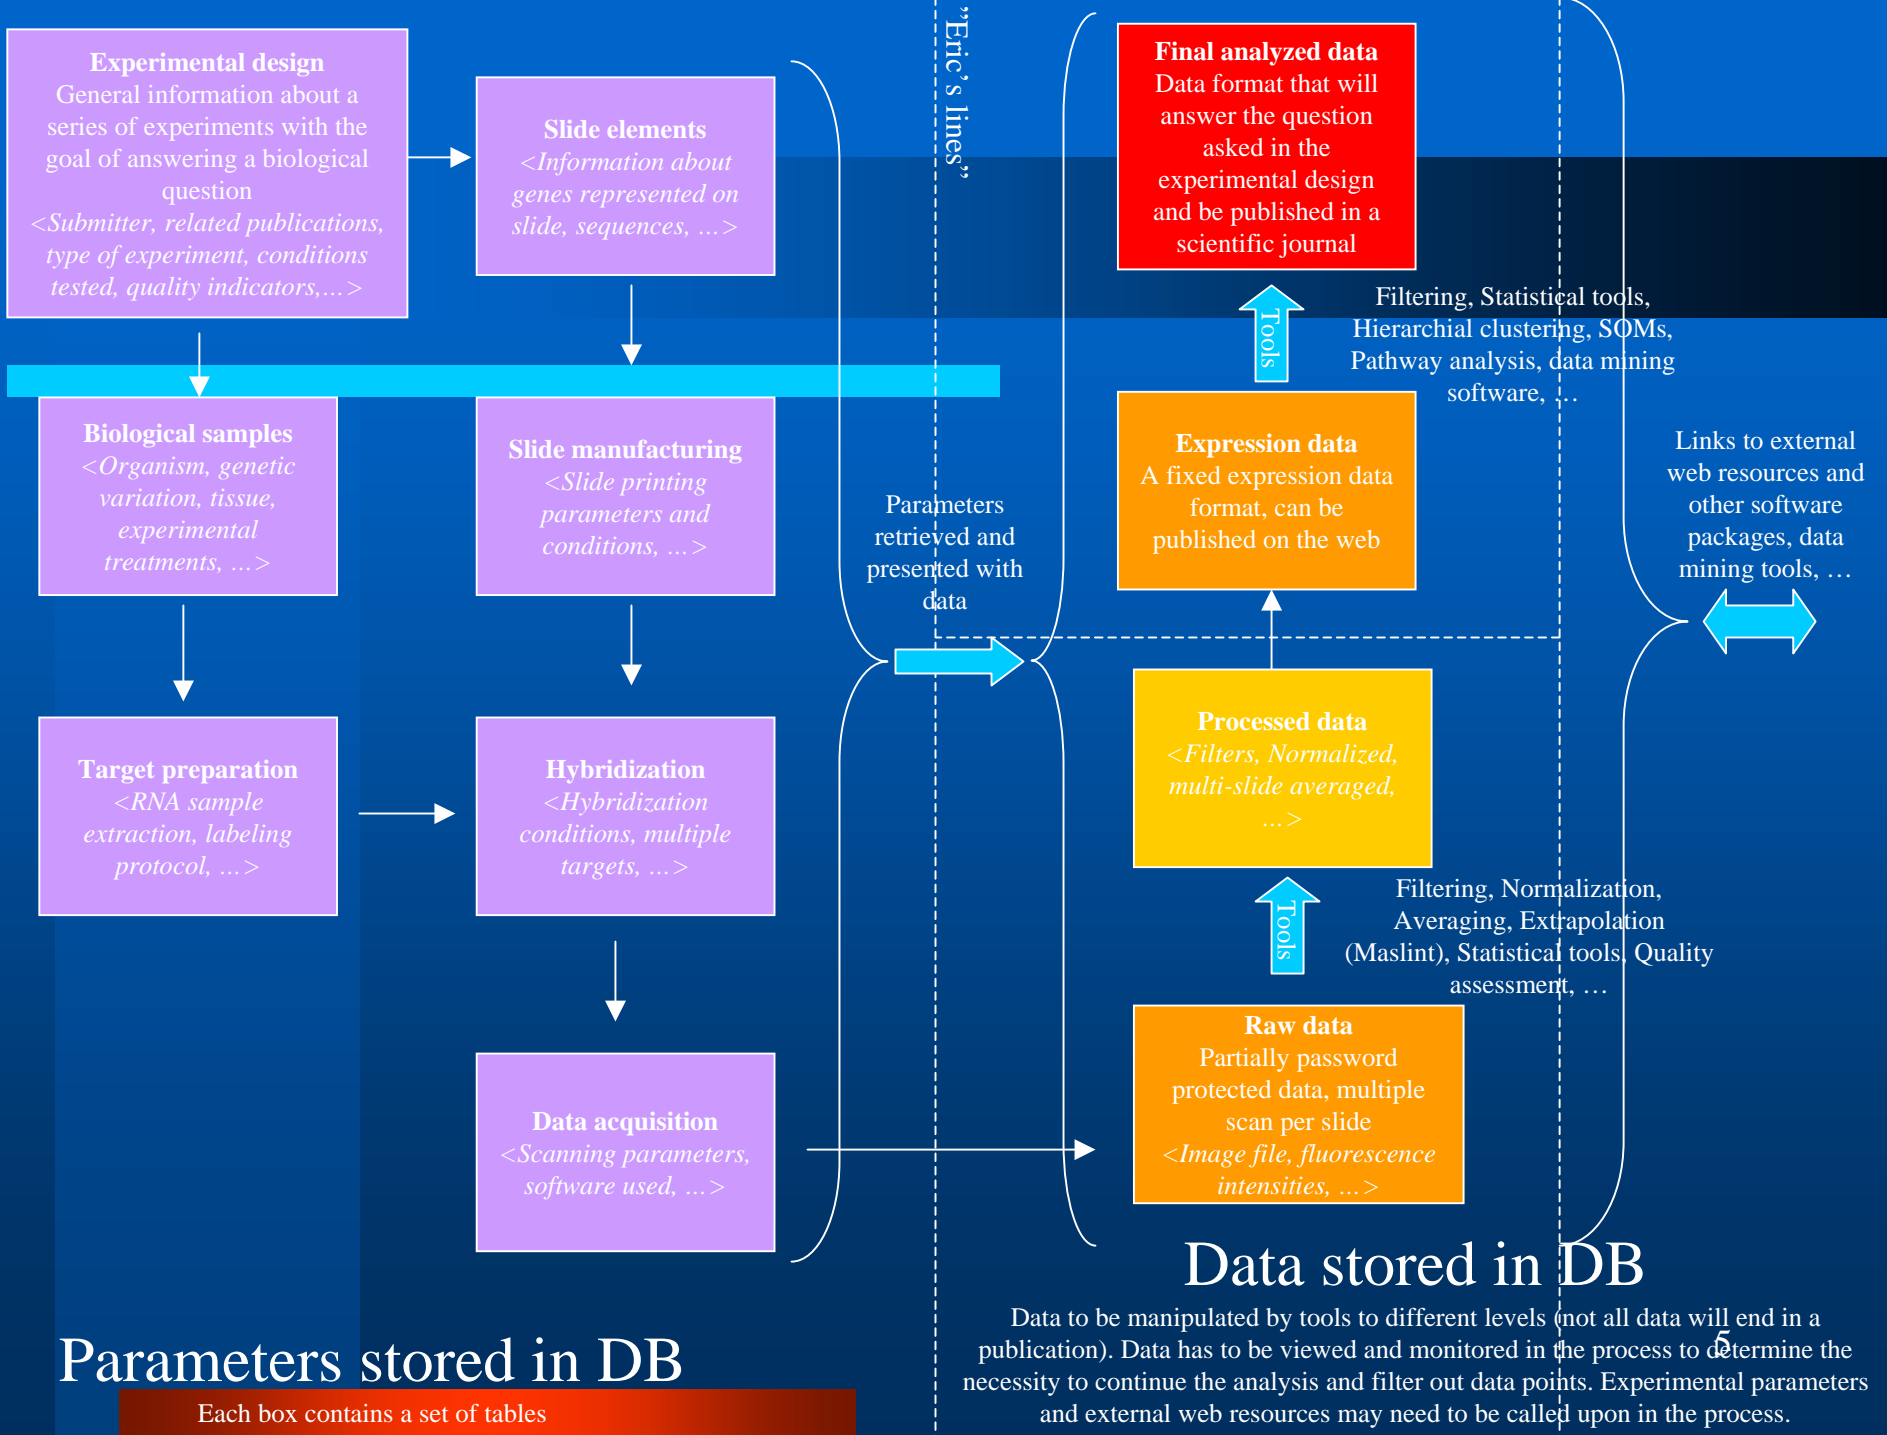 Experimental design
General information about a
series of experiments with the
goal of answering a biological
question
<Submitter, related publications,
type of experiment, conditions
tested, quality indicators,…>
Slide elements
<Information about
genes represented on
slide, sequences, …>
Biological samples
<Organism, genetic
variation, tissue,
experimental
treatments, …>
Slide manufacturing
<Slide printing
parameters and
conditions, …>
Target preparation
<RNA sample
extraction, labeling
protocol, …>
Hybridization
<Hybridization
conditions, multiple
targets, …>
Data acquisition
<Scanning parameters,
software used, …>
Parameters stored in DB
Each box contains a set of tables
”Eric’s lines”
Parameters
retrieved and
presented with
data
Final analyzed data
Data format that will
answer the question
asked in the
experimental design
and be published in a
scientific journal
Tools
Filtering, Statistical tools,
Hierarchial clustering, SOMs,
Pathway analysis, data mining
software, …
Expression data
A fixed expression data
format, can be
published on the web
Links to external
web resources and
other software
packages, data
mining tools, …
Processed data
<Filters, Normalized,
multi-slide averaged,
…>
Tools
Filtering, Normalization,
Averaging, Extrapolation
(Maslint), Statistical tools, Quality
assessment, …
Raw data
Partially password
protected data, multiple
scan per slide
<Image file, fluorescence
intensities, …>
Data stored in DB
Data to be manipulated by tools to different levels (not all data will end in a
publication). Data has to be viewed and monitored in the process to determine the
necessity to continue the analysis and filter out data points. Experimental parameters
and external web resources may need to be called upon in the process.
5